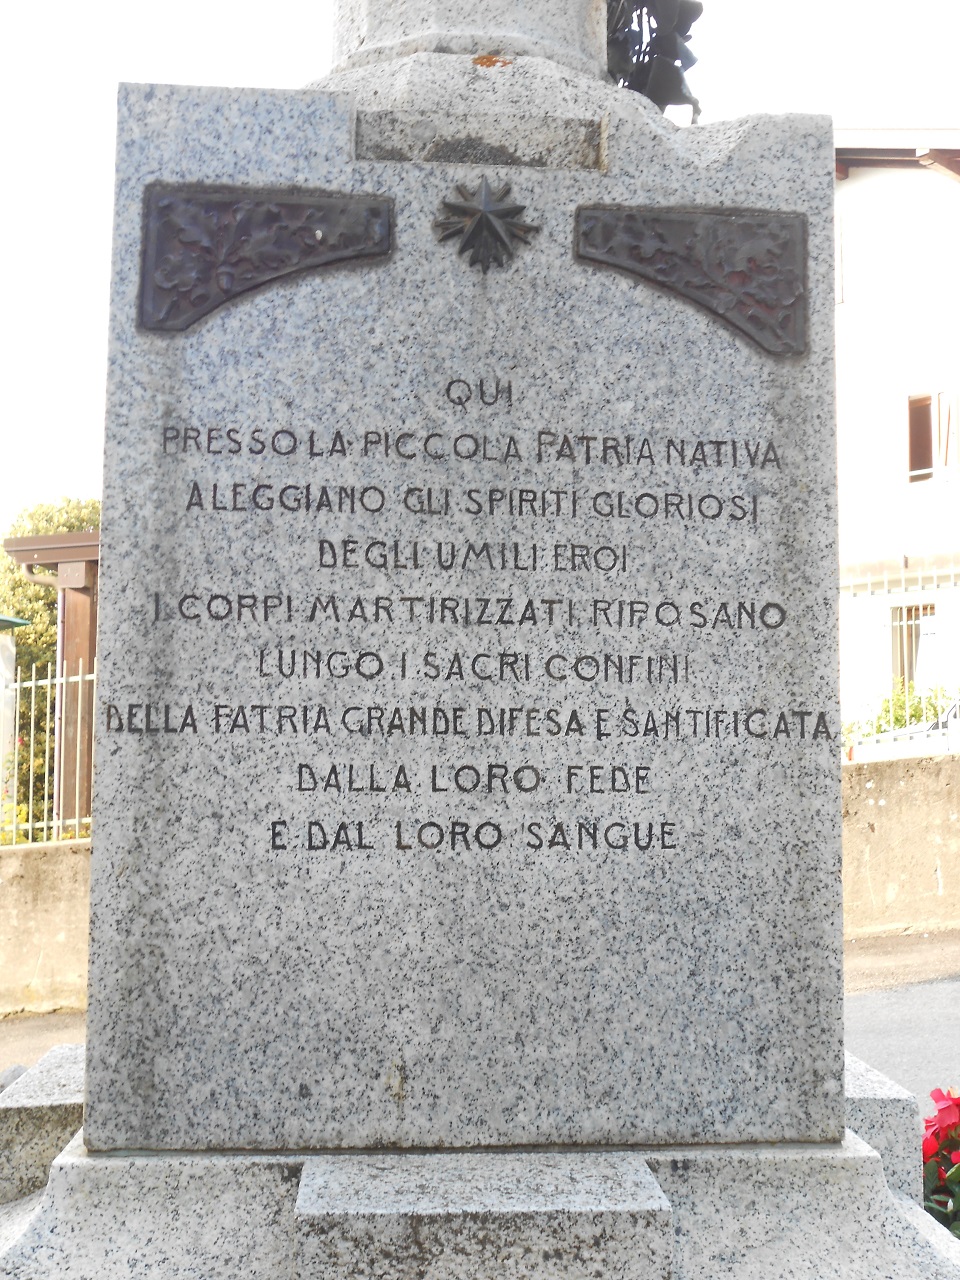 QUI
PRESSO LA PICCOLA PATRIA NATIVA
ALEGGIANO GLI SPIRITI GLORIOSI
DEGLI UMILI EROI
I CORPI MARTIRIZZATI RIPOSANO
LUNGO I SACRI CONFINI
DELLA PATRIA GRANDE DIFESA E SANTIFICATA
DALLA LORO FEDE
E DAL LORO SANGUE